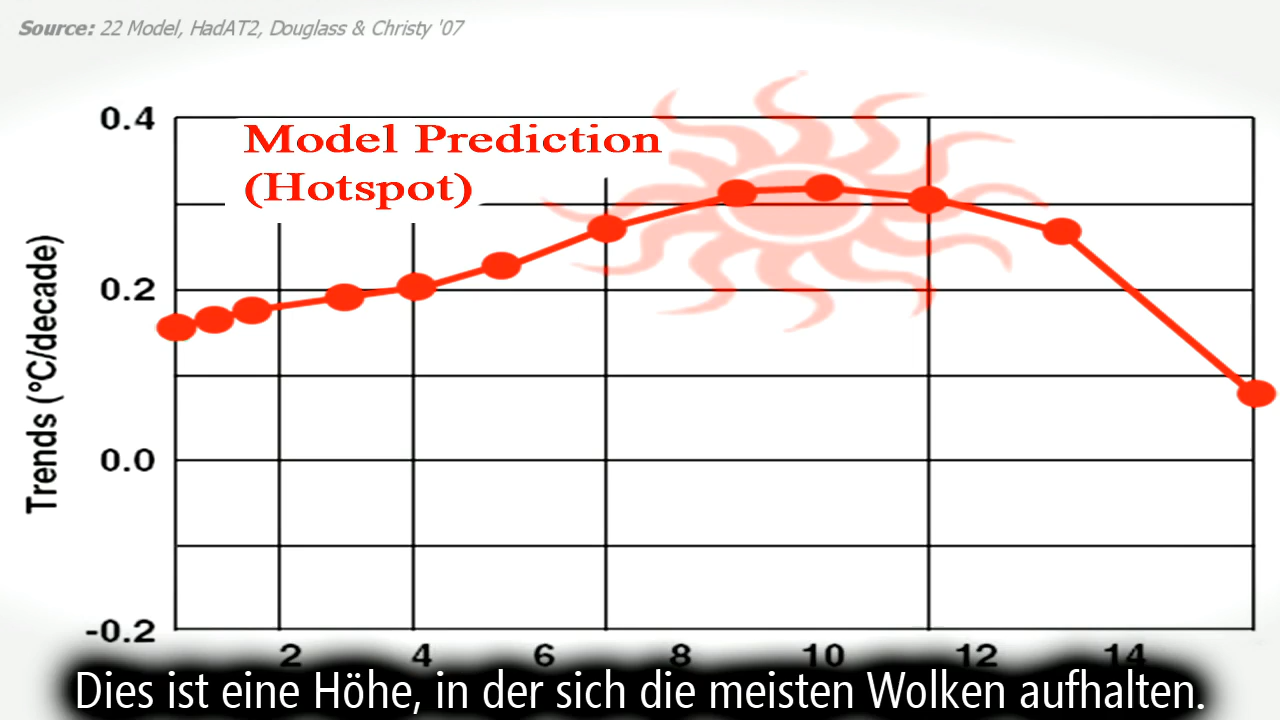 Source: 22 Model, HadAT2, Douglass & Christy '07
0.4
Model Prediction
(Hotspot)
0.2
Trends (°C/decade)
0.0
-0.2
2 4 6 8 10 12 14
Dies ist eine Höhe, in der sich die meisten Wolken aufhalten.